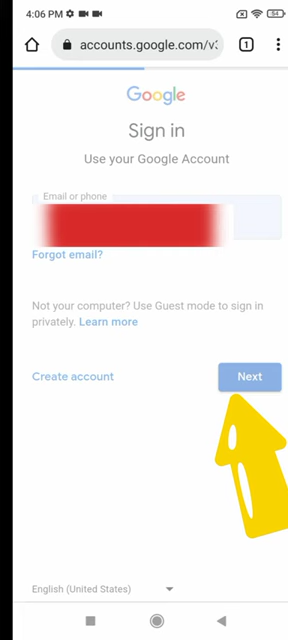 4:06 PM
54
accounts.google.com/v3
1
Google
Sign in
Use your Google Account
Email or phone
Forgot email?
Not your computer? Use Guest mode to sign in
privately. Learn more
Create account
Next
English (United States)